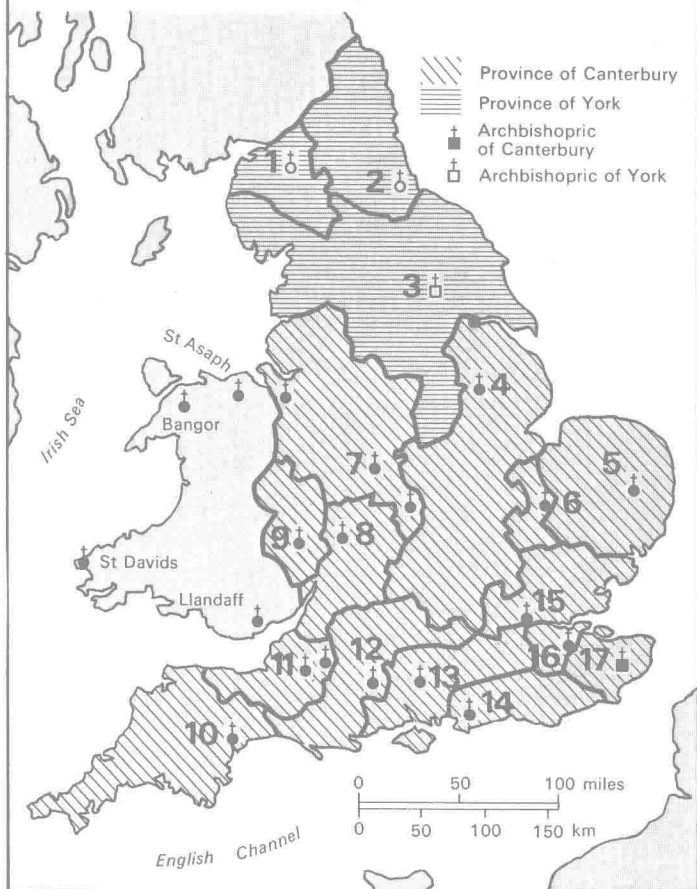 Province of Canterbury
Province of York
Archbishopric
of Canterbury
Archbishopric of York
1
2
3
4
St Asaph
Bangor
Irish Sea
7
5
6
9
8
St Davids
Llandaff
15
12
16
17
11
13
14
10
0 50 100 miles
0 50 100 150 km
English Channel